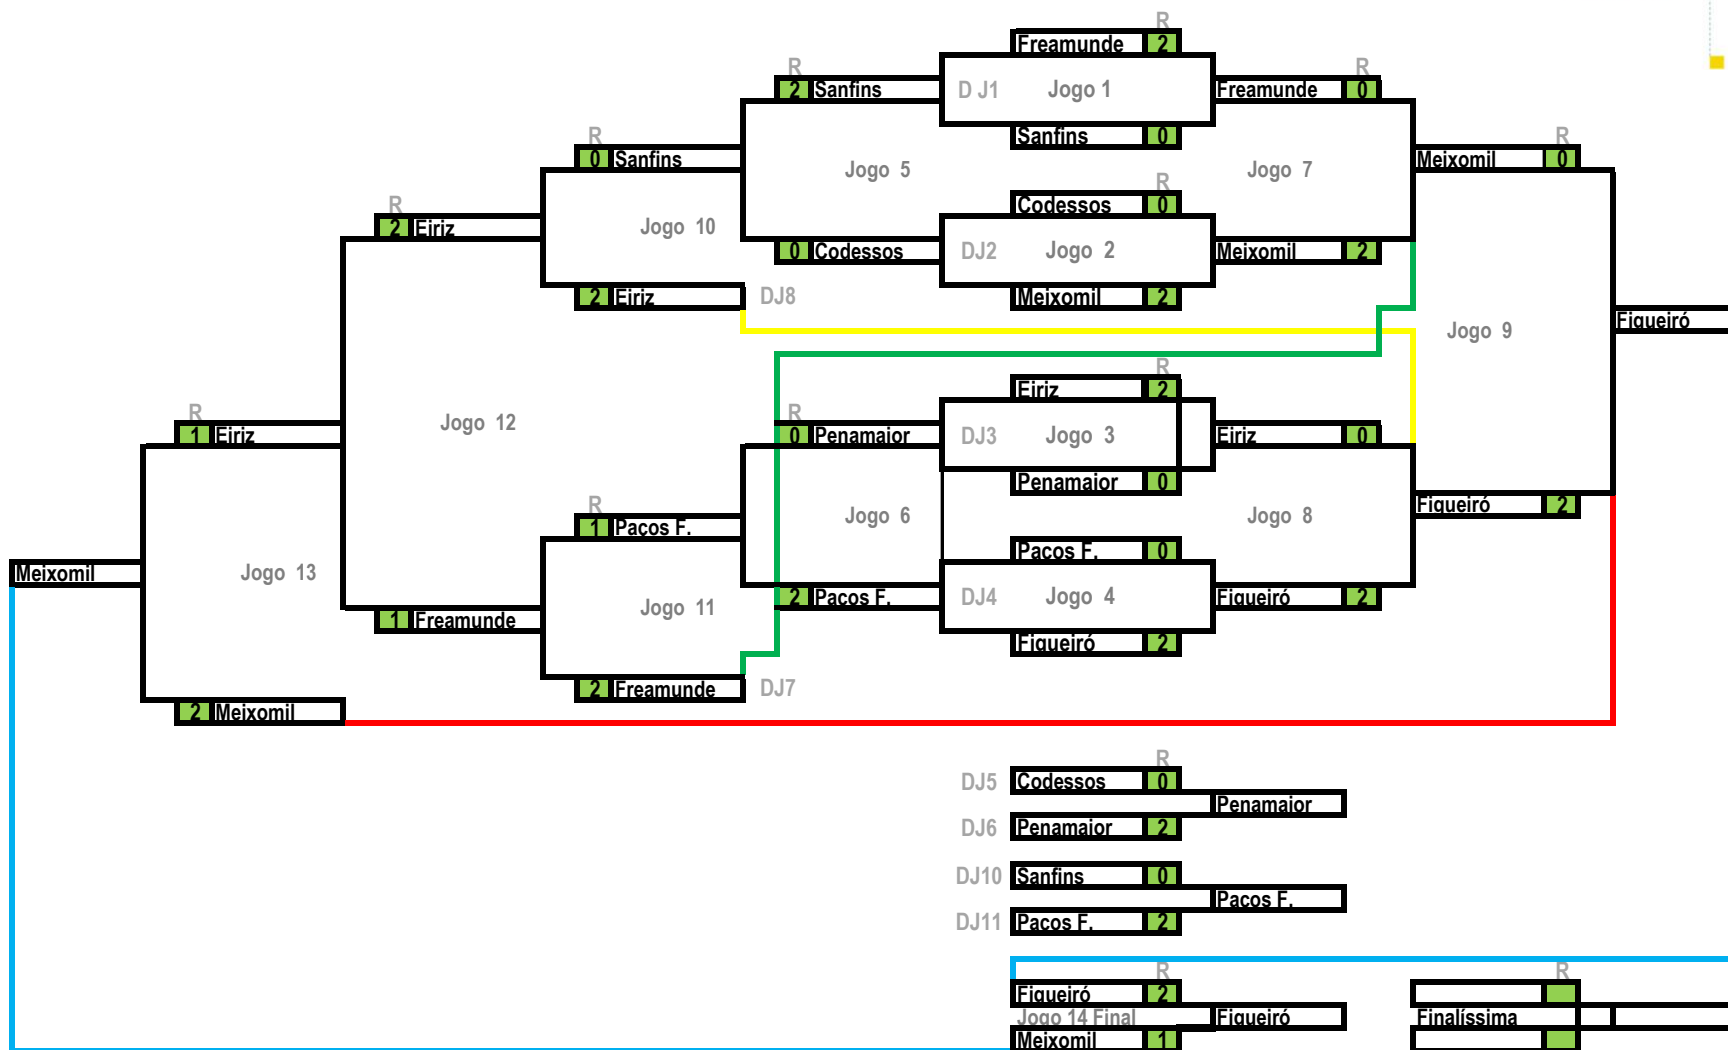 R
Freamunde 2
R
R
2 Sanfins
D J1 Jogo 1
Freamunde 0
R
Sanfins 0
R
0 Sanfins
Meixomil 0
Jogo 5
Jogo 7
R
R
Codessos 0
2 Eiriz
Jogo 10
0 Codessos
DJ2 Jogo 2
Meixomil 2
2 Eiriz
DJ8
Meixomil 2
Jogo 9
Figueiró
R
Eiriz 2
R
R
Jogo 12
1 Eiriz
0 Penamaior
DJ3 Jogo 3
Eiriz 0
Penamaior 0
R
Figueiró 2
1 Paços F.
Jogo 6
Jogo 8
Paços F. 0
Meixomil
Jogo 13
2 Paços F.
DJ4 Jogo 4
Figueiró 2
Jogo 11
1 Freamunde
Figueiró 2
2 Freamunde
DJ7
2 Meixomil
R
DJ5 Codessos 0
Penamaior
DJ6 Penamaior 2
DJ10 Sanfins 0
Paços F.
DJ11 Paços F. 2
R
R
Figueiró 2
Jogo 14 Final
Figueiró
Finalíssima
Meixomil 1